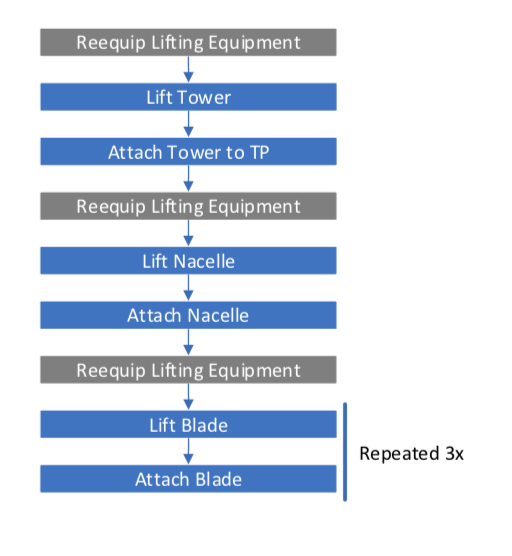 Reequip Lifting Equipment
Lift Tower
Attach Tower to TP
Reequip Lifting Equipment
Lift Nacelle
Attach Nacelle
Reequip Lifting Equipment
Lift Blade
Repeated 3x
Attach Blade